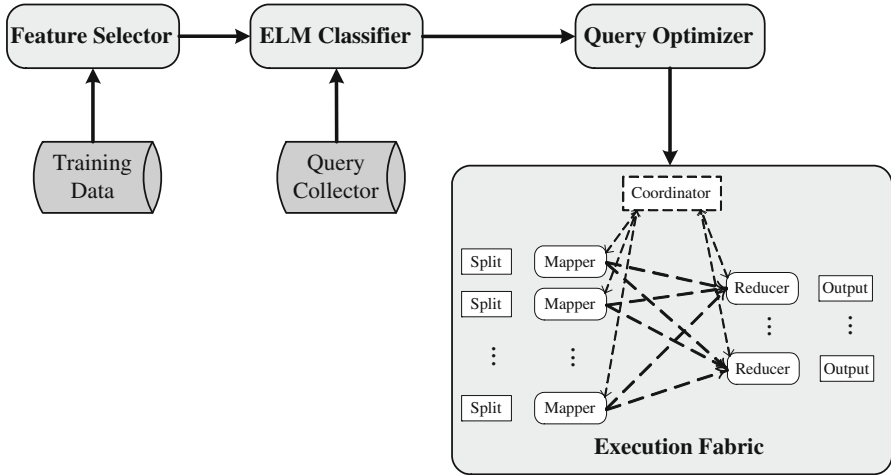 Feature Selector
ELM Classifier
Query Optimizer
Training
Data
Query
Collector
Coordinator
Split
Mapper
Split
Mapper
Reducer
Output
Reducer
Output
Split
Mapper
Execution Fabric